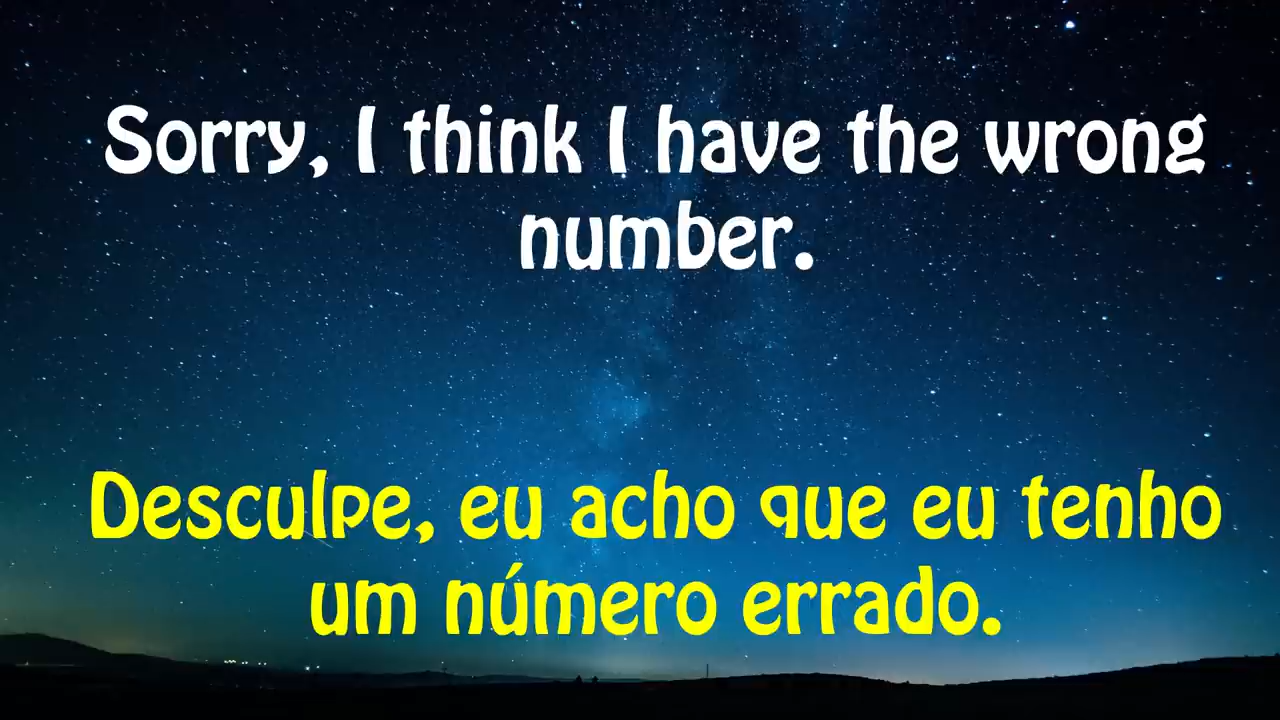 Sorry, I think I have the wrong
number.
Desculpe, eu acho que eu tenho
um número errado.